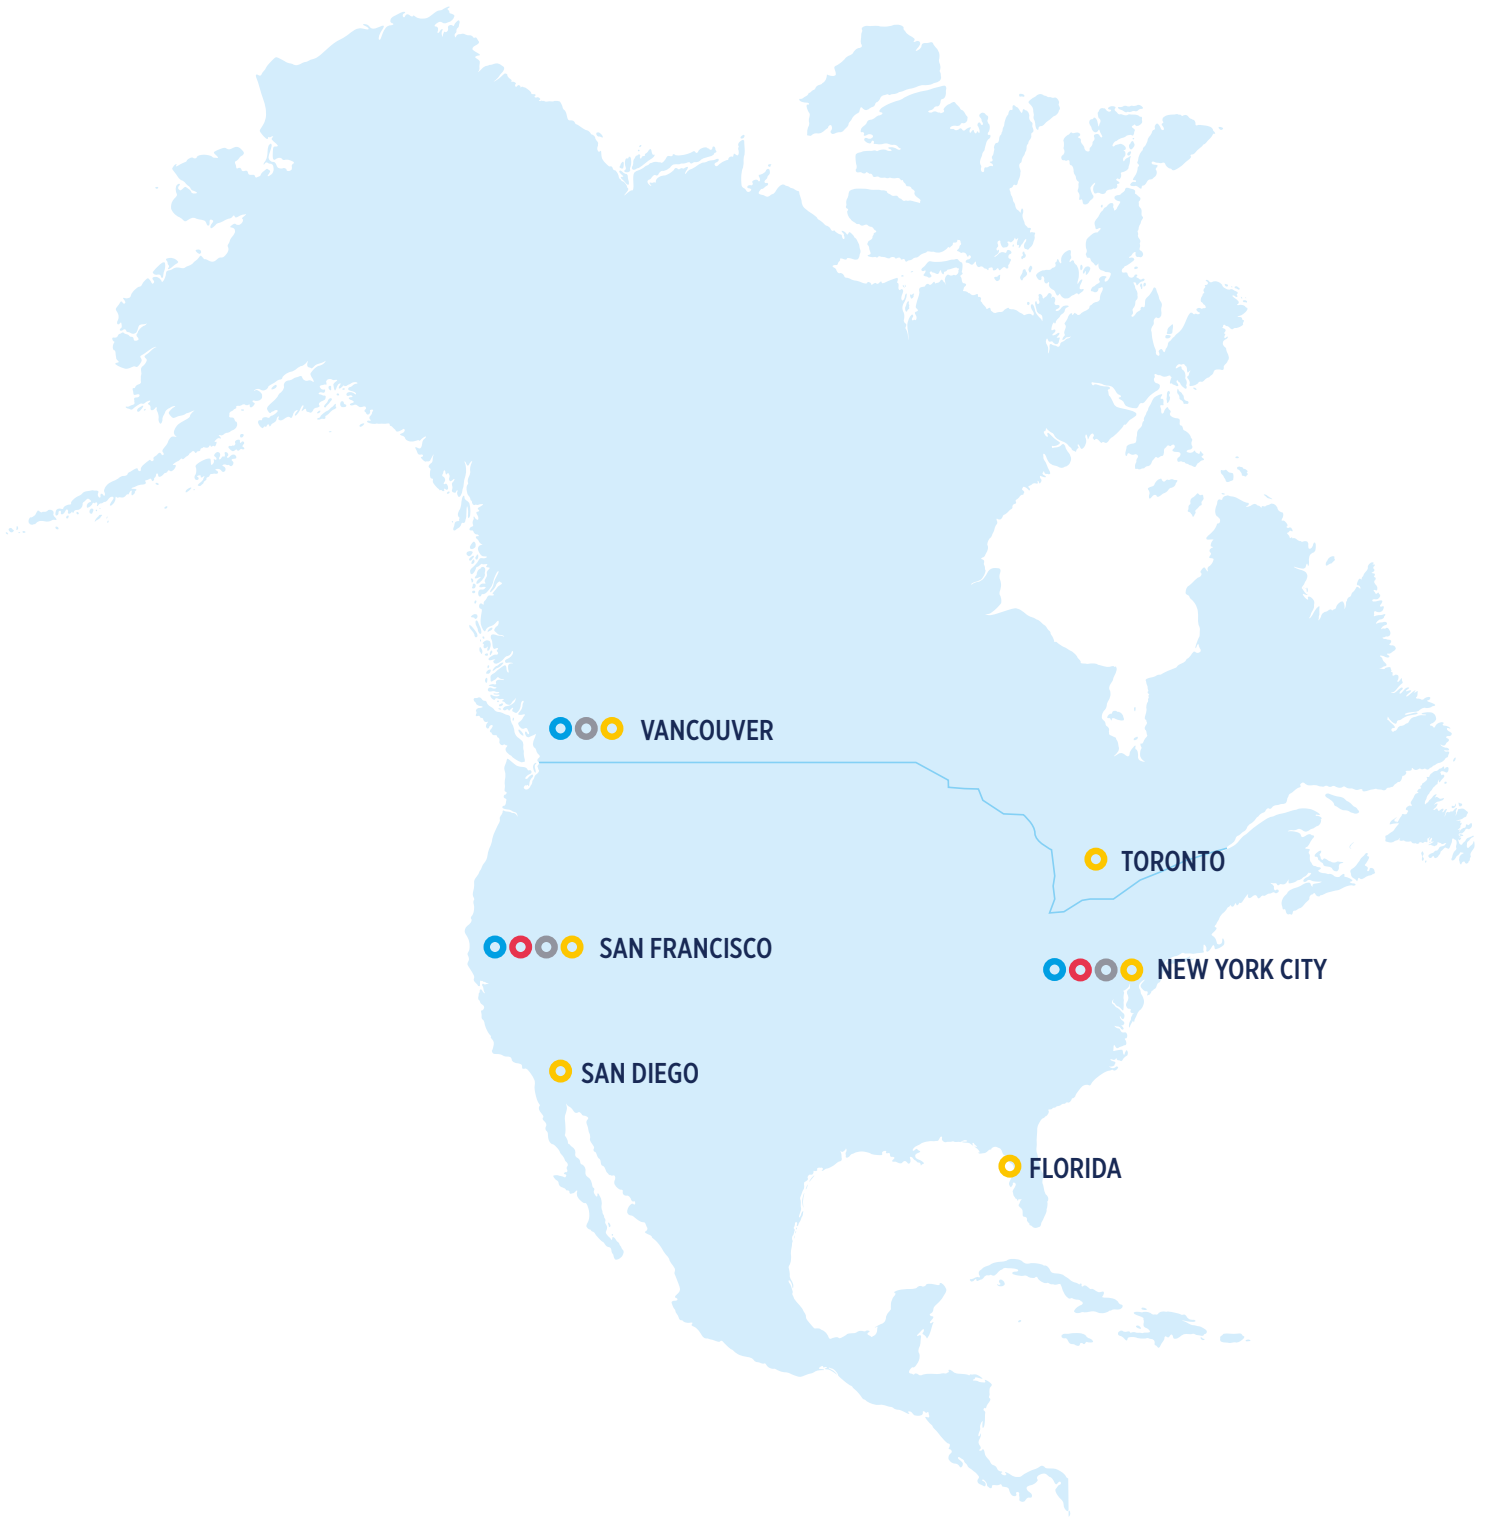 VANCOUVER
TORONTO
SAN FRANCISCO
NEW YORK CITY
SAN DIEGO
FLORIDA